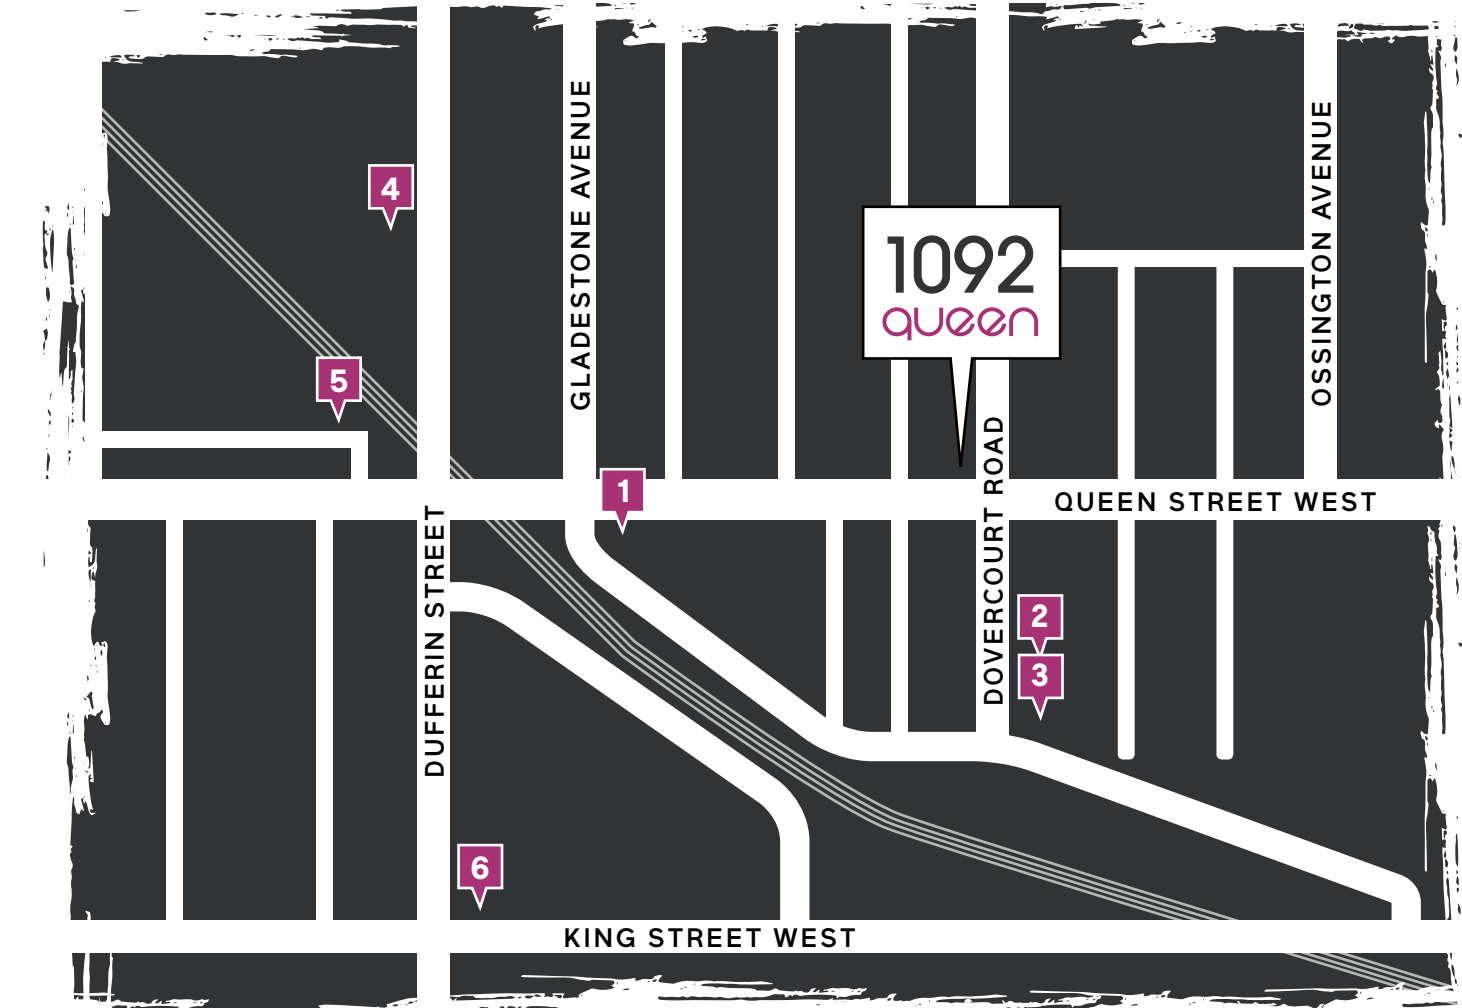 4
GLADESTONE AVENUE
OSSINGTON AVENUE
1092
queen
5
1
DOVERCOURT ROAD
QUEEN STREET WEST
DUFFERIN STREET
2
3
6
KING STREET WEST